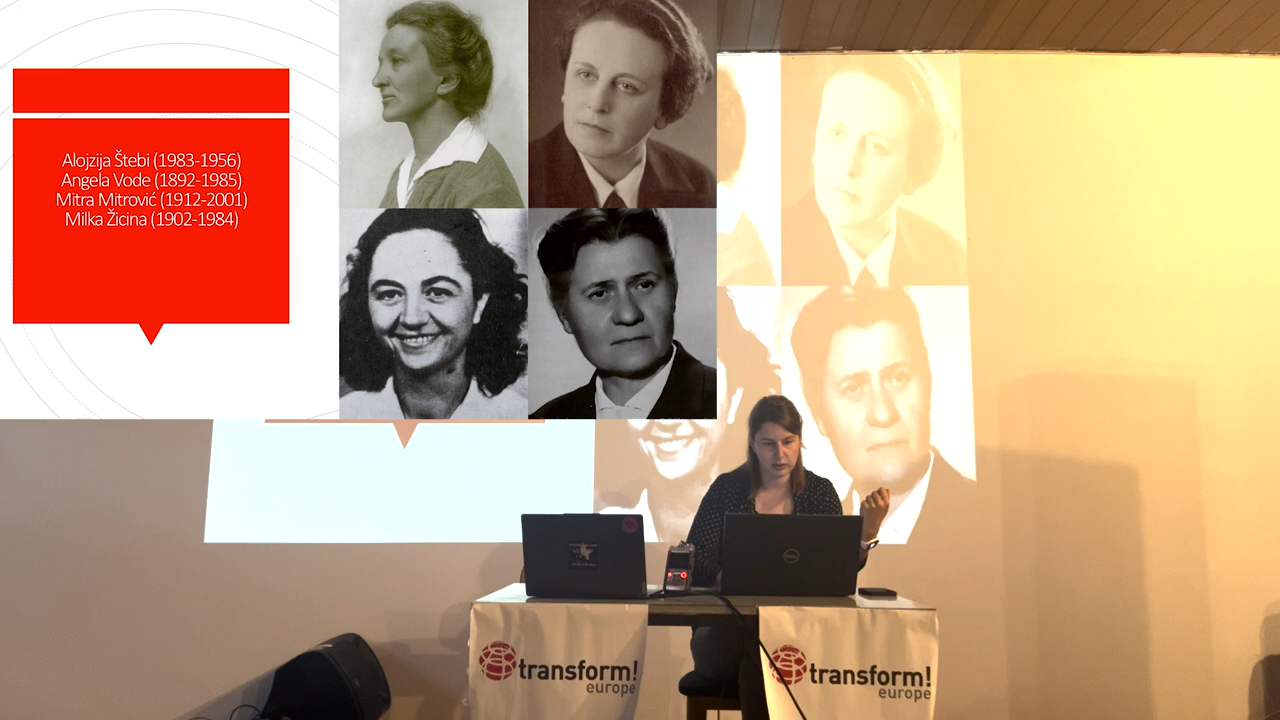 Alojzija Štebi (1983-1956)
Angela Vode (1892-1985)
Mitra Mitrović (1912-2001)
Milka Žicina (1902-1984)
DELL
transform!
europe
transform!
europe